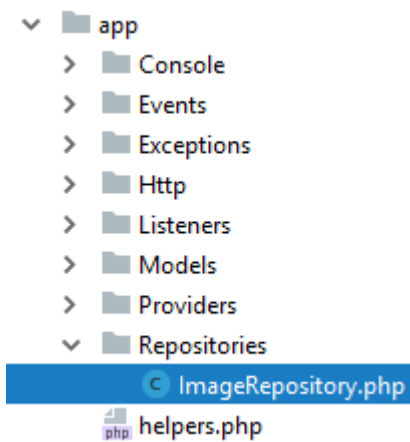 app
Console
Events
Exceptions
Http
Listeners
Models
Providers
Repositories
C ImageRepository.php
php helpers.php